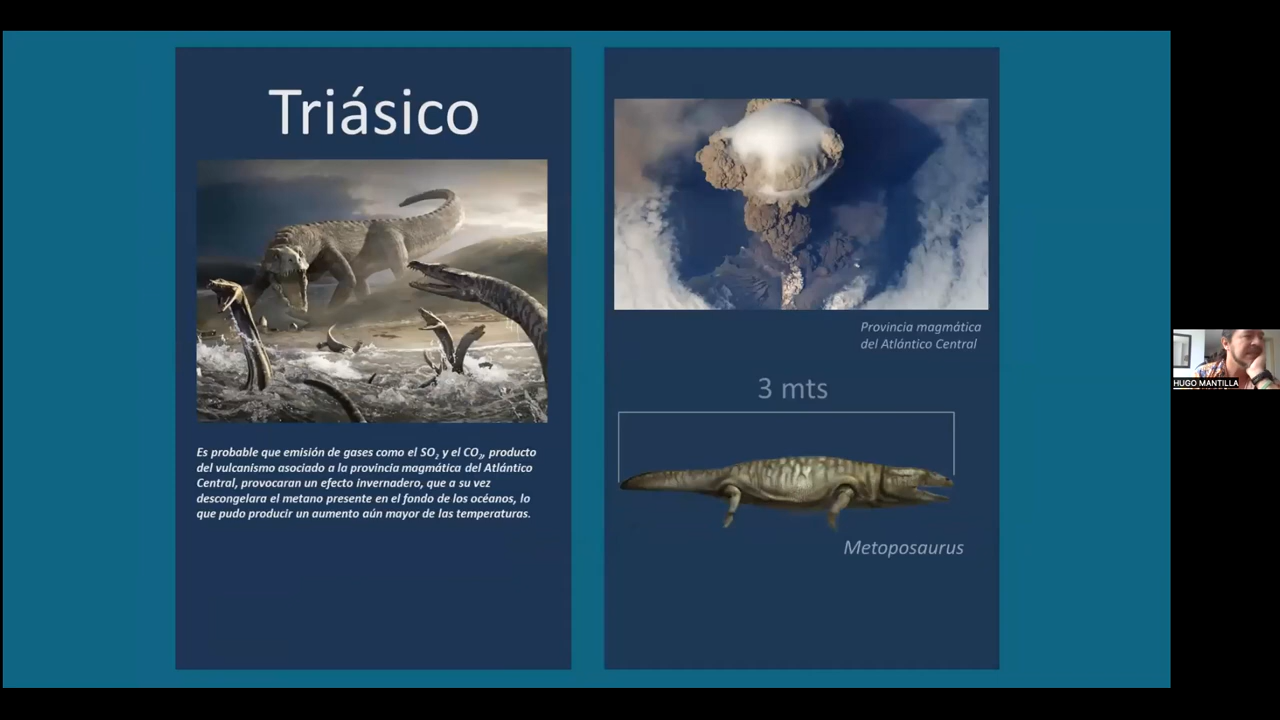 Triásico
Es probable que emisión de gases como el SO₂ y el CO₂, producto
del vulcanismo asociado a la provincia magmática del Atlántico
Central, provocaran un efecto invernadero, que a su vez
descongelara el metano presente en el fondo de los océanos, lo
que pudo producir un aumento aún mayor de las temperaturas.
Provincia magmática
del Atlántico Central
3 mts
Metoposaurus
HUGO MANTILLA